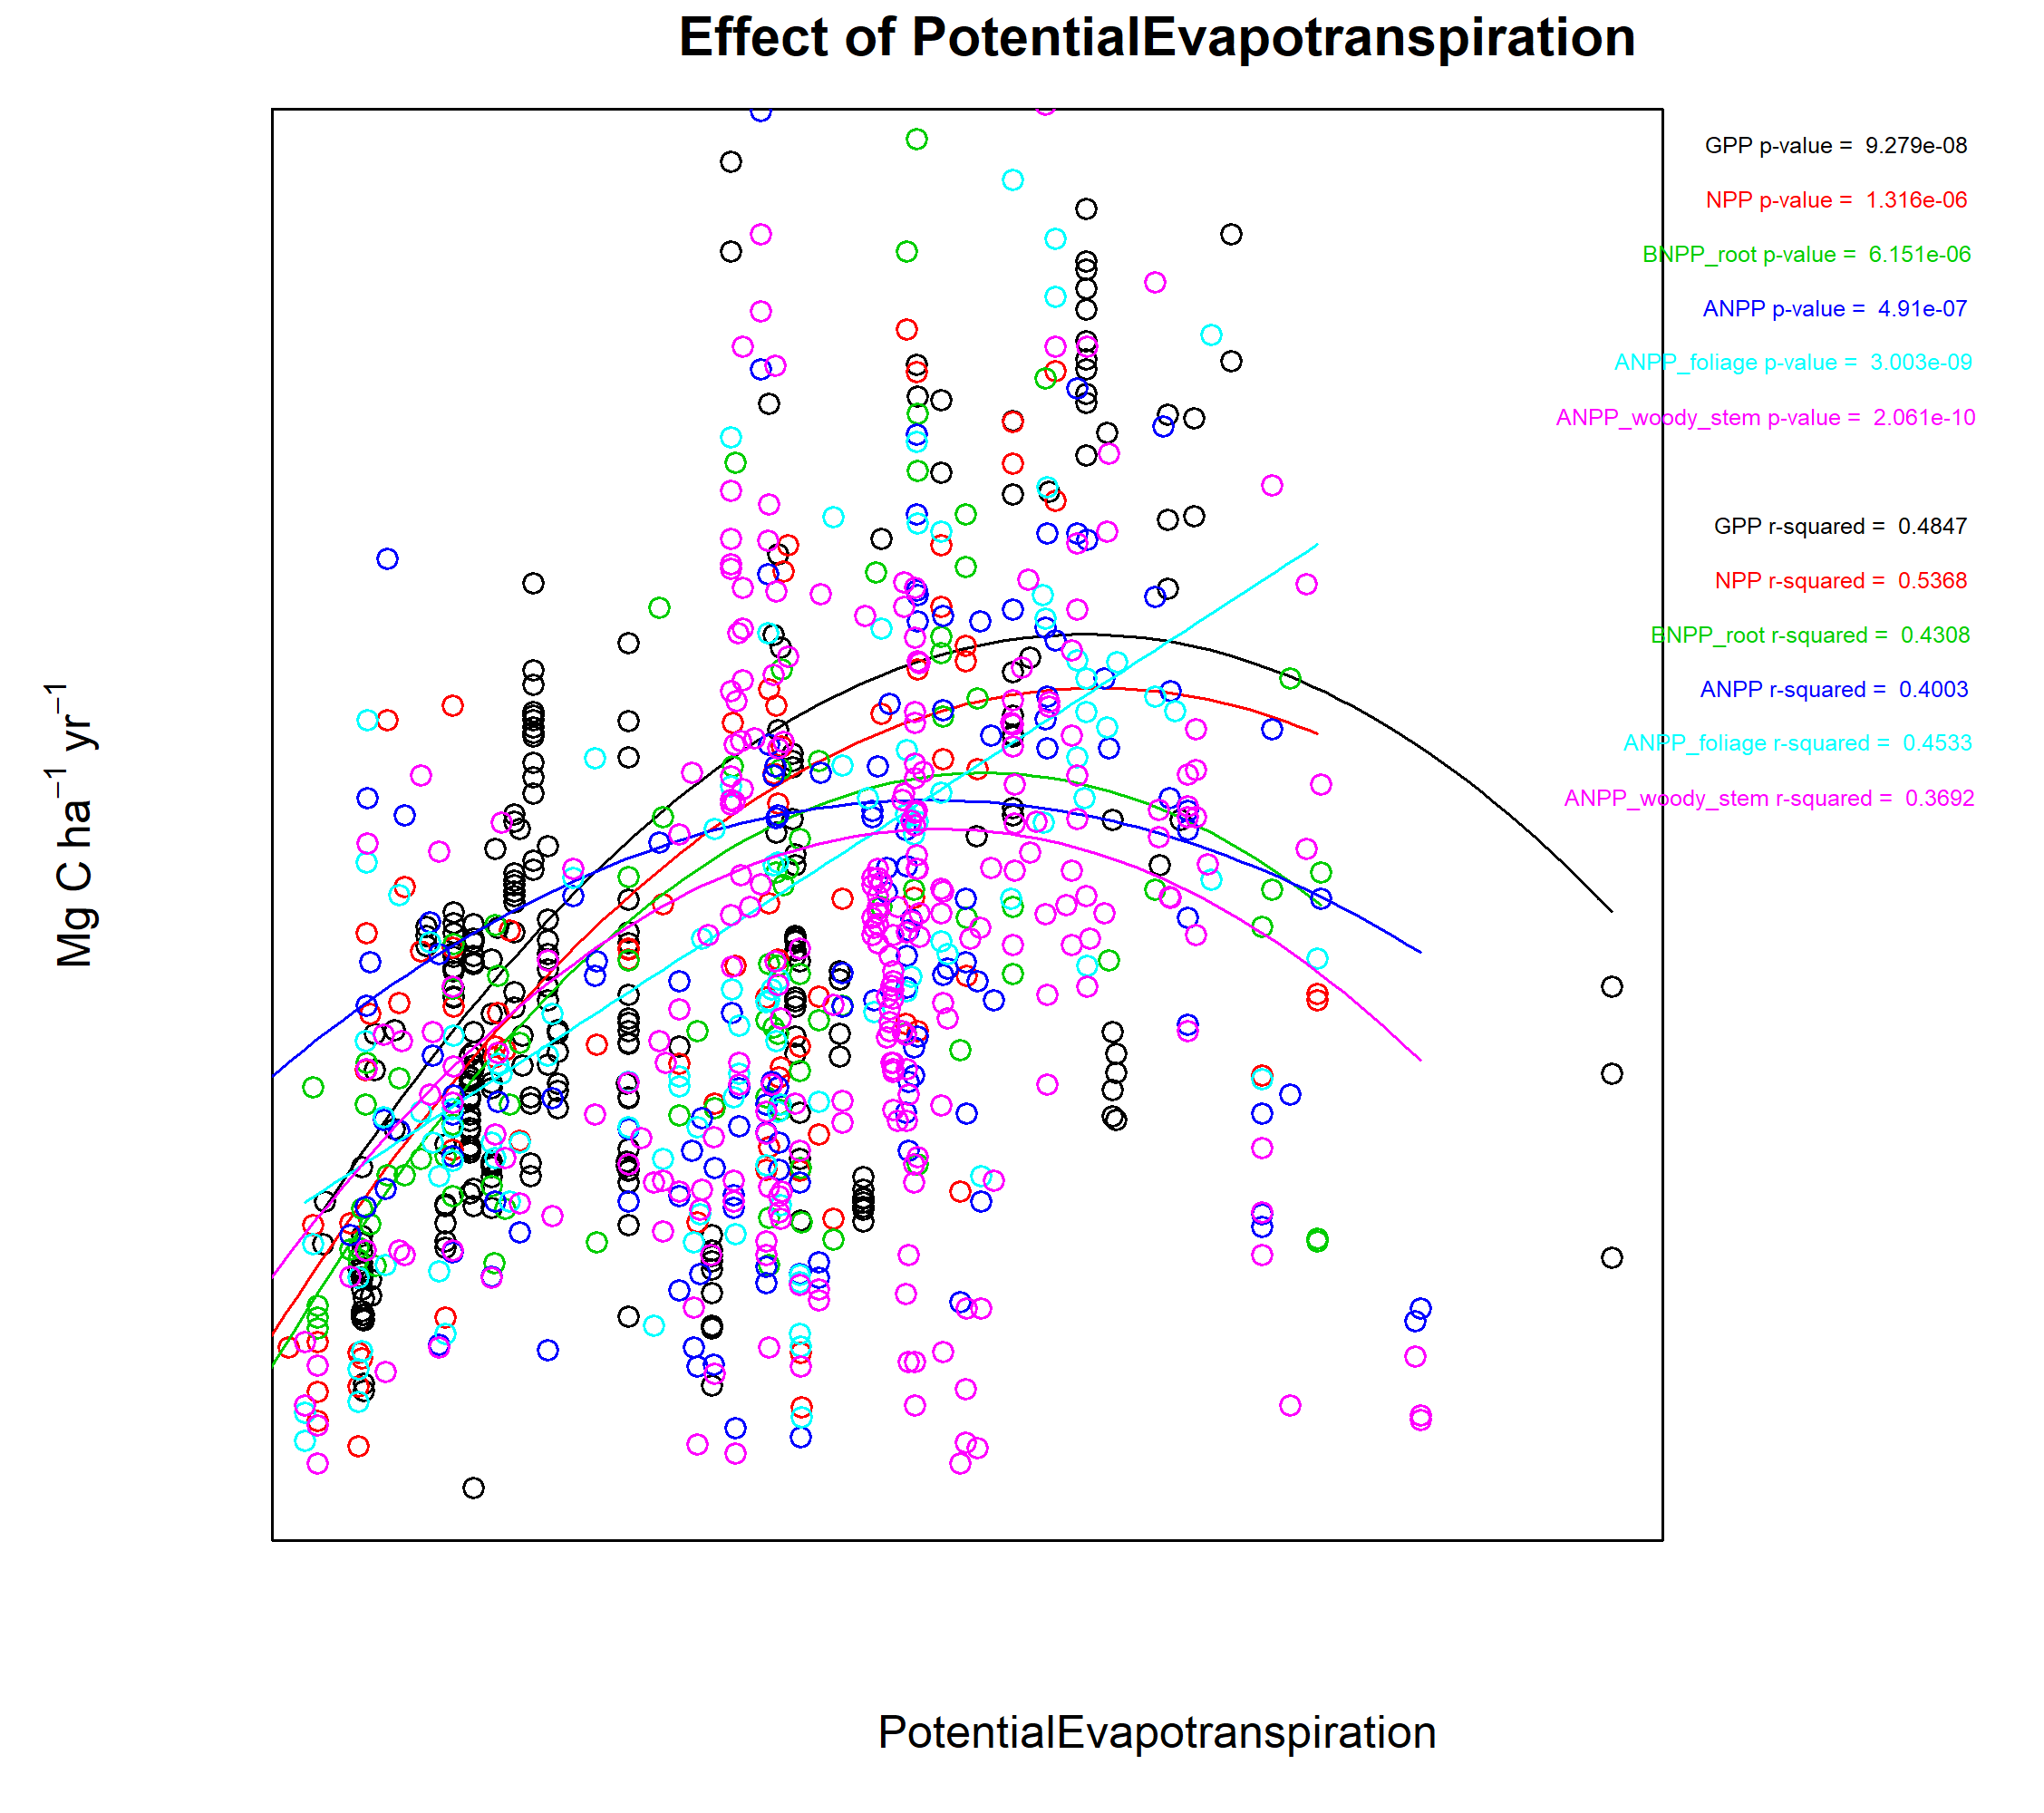 Effect of PotentialEvapotranspiration
GPP p-value = 9.279e-08
NPP p-value = 1.316e-06
BNPP_root p-value = 6.151e-06
ANPP p-value = 4.91e-07
ANPP_foliage p-value = 3.003e-09
ANPP_woody_stem p-value = 2.061e-10
GPP r-squared = 0.4847
NPP r-squared = 0.5368
BNPP_root r-squared = 0.4308
ANPP r-squared = 0.4003
ANPP_foliage r-squared = 0.4533
ANPP_woody_stem r-squared = 0.3692
Mg C ha⁻¹ yr⁻¹
PotentialEvapotranspiration